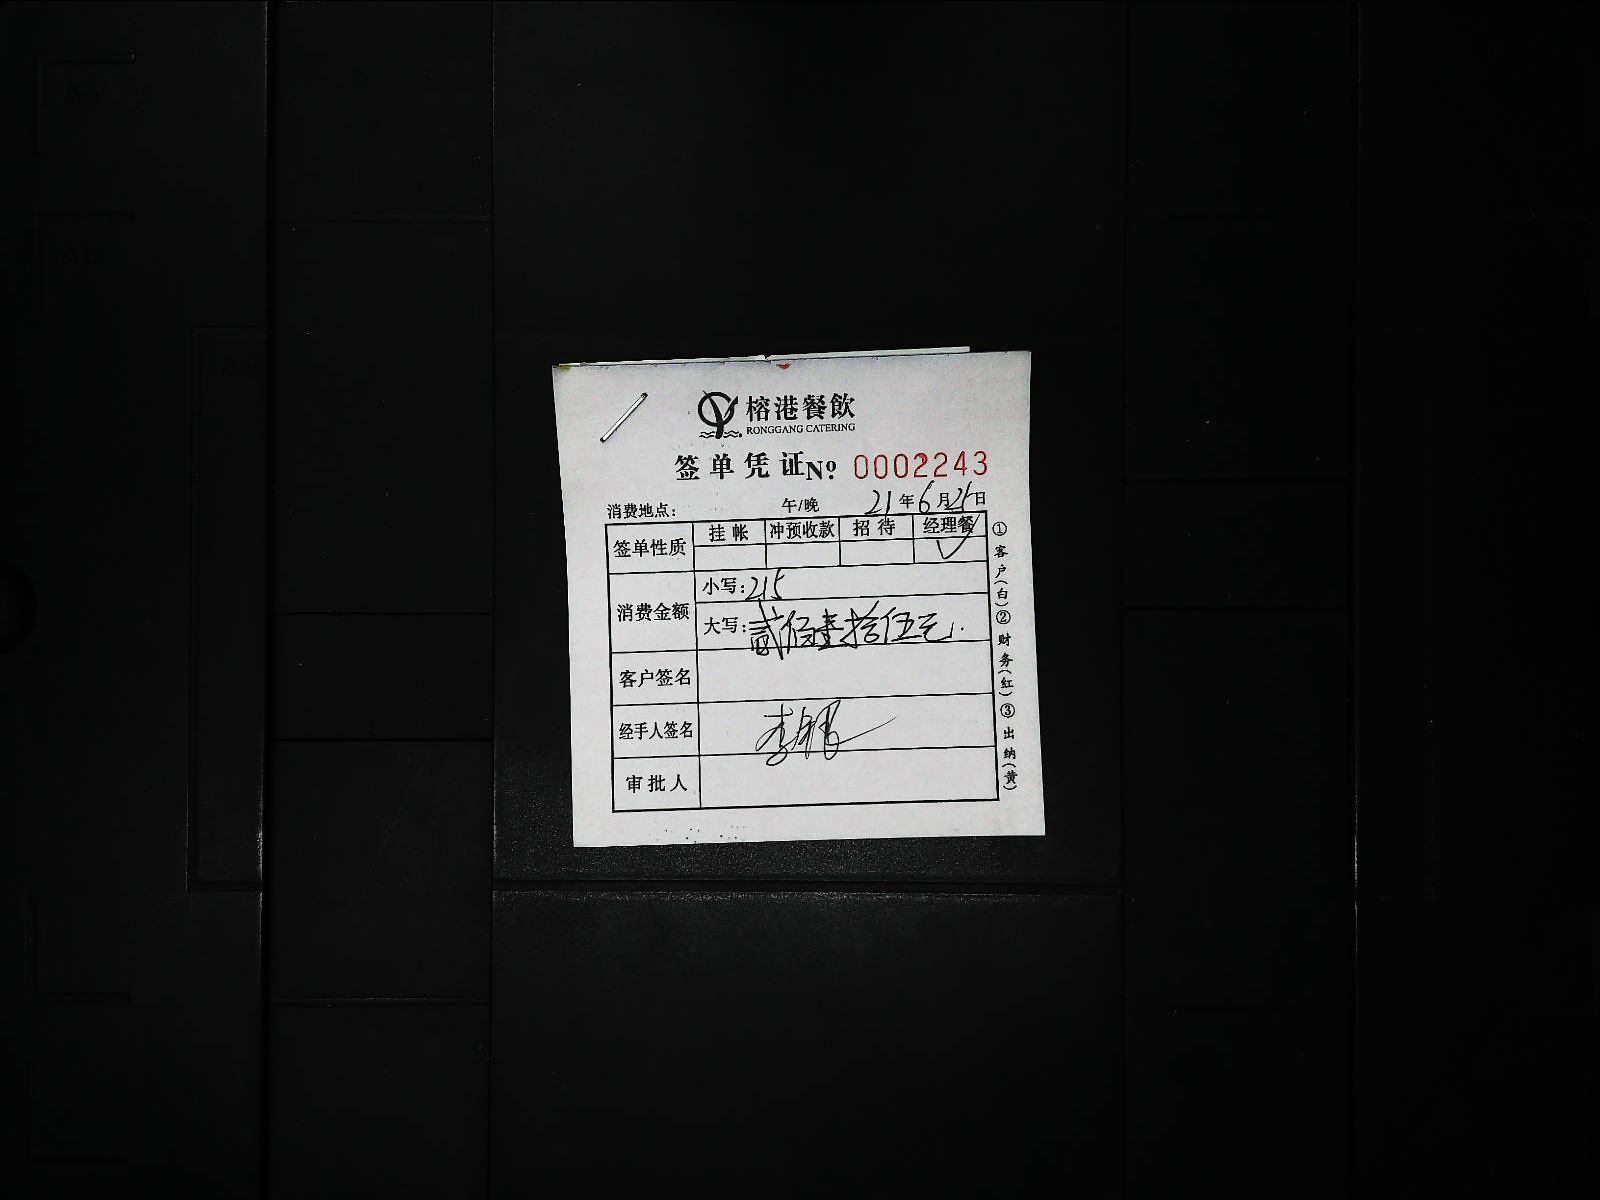 榕港餐飲
RONGGANG CATERING
签单凭证 No 0002243
消费地点: 午/晚 21年6月25日
签单性质 挂帐 冲预收款 招待 经理餐
✓
消费金额 小写:215
大写:贰佰壹拾伍元.
客户签名
经手人签名 李
审批人
①客户(白)②财务(红)③出纳(黄)